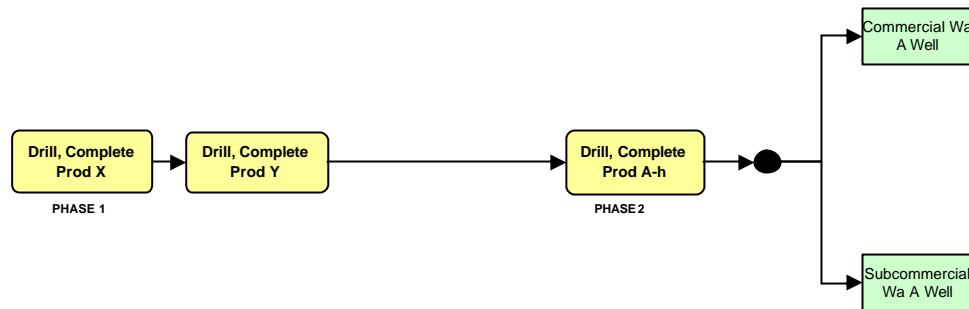 Commercial Wa
A Well
Drill, Complete
Prod X
Drill, Complete
Prod Y
Drill, Complete
Prod A-h
PHASE 1
PHASE 2
Subcommercial
Wa A Well